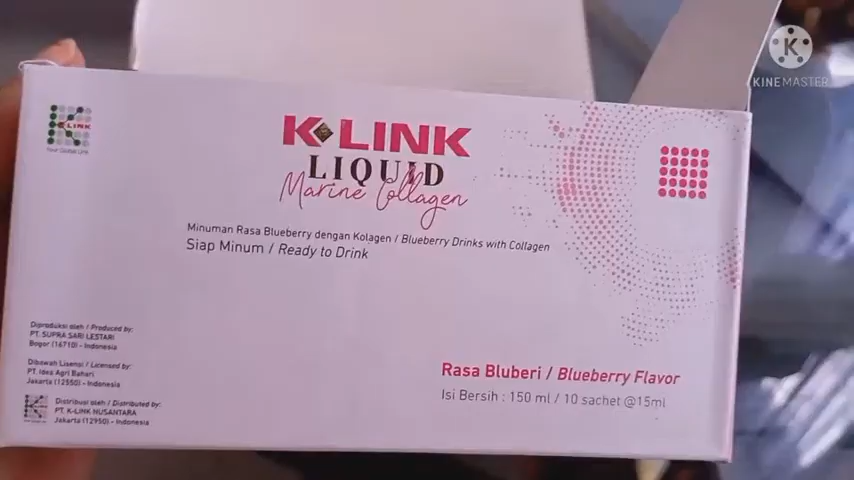 K
KINEMASTER
K-LINK
Your Global Link
K-LINK
LIQUID
Marine Collagen
Minuman Rasa Blueberry dengan Kolagen / Blueberry Drinks with Collagen
Siap Minum / Ready to Drink
Diproduksi oleh / Produced by:
PT. SUPRA SARI LESTARI
Bogor (16710) - Indonesia
Dibawah Lisensi / Licensed by:
PT. Idea Agri Bahari
Jakarta (12550) - Indonesia
Distribusi oleh / Distributed by:
PT. K-LINK NUSANTARA
Jakarta (12950) - Indonesia
Rasa Bluberi / Blueberry Flavor
Isi Bersih : 150 ml / 10 sachet @15ml